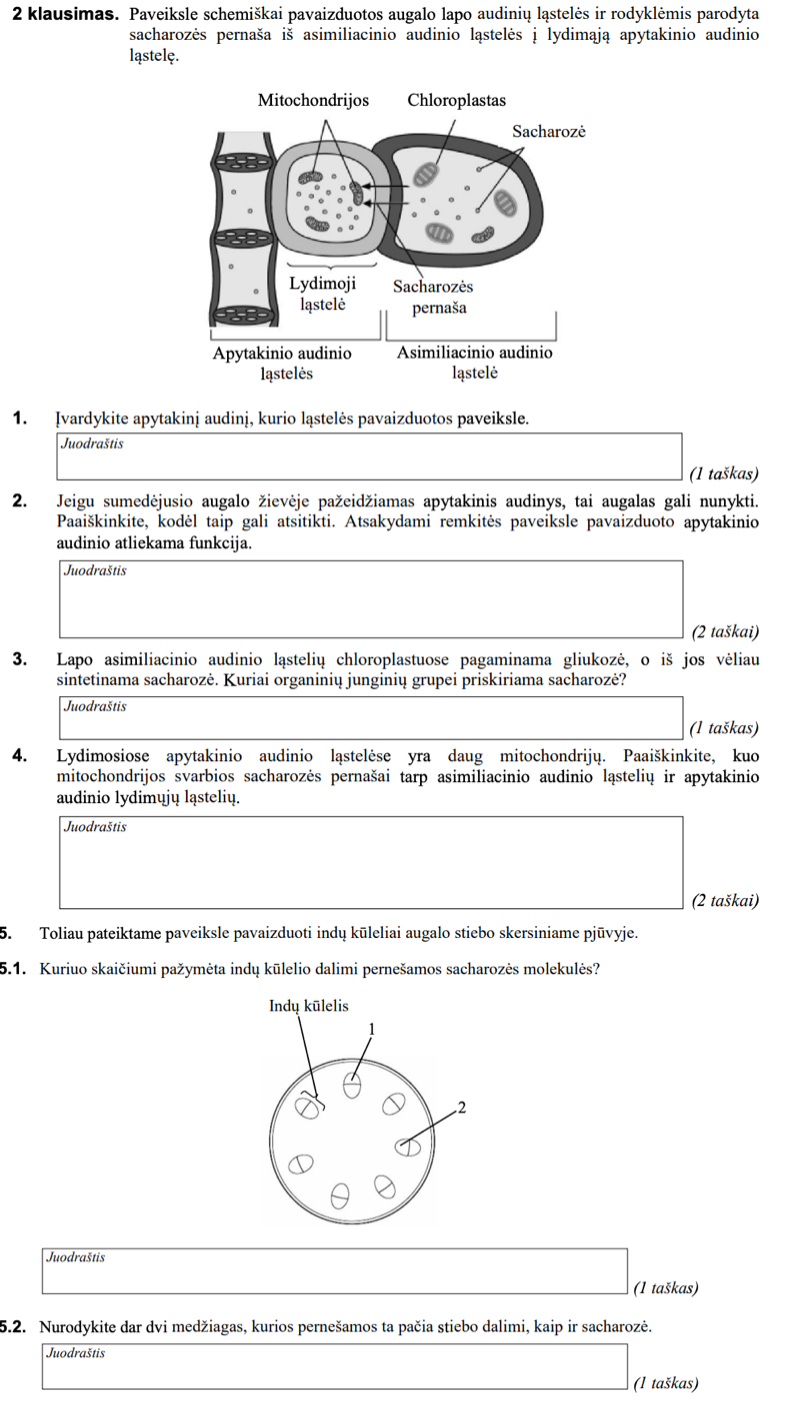 2 klausimas. Paveiksle schemiškai pavaizduotos augalo lapo audinių ląstelės ir rodyklėmis parodyta
sacharozės pernaša iš asimiliacinio audinio ląstelės į lydimąją apytakinio audinio
ląstelę.
Mitochondrijos Chloroplastas
Sacharozė
Lydimoji
ląstelė
Sacharozės
pernaša
Apytakinio audinio
ląstelės
Asimiliacinio audinio
ląstelė
1. Įvardykite apytakinį audinį, kurio ląstelės pavaizduotos paveiksle.
Juodraštis
(1 taškas)
2. Jeigu sumedėjusio augalo žievėje pažeidžiamas apytakinis audinys, tai augalas gali nunykti.
Paaiškinkite, kodėl taip gali atsitikti. Atsakydami remkitės paveiksle pavaizduoto apytakinio
audinio atliekama funkcija.
Juodraštis
(2 taškai)
3. Lapo asimiliacinio audinio ląstelių chloroplastuose pagaminama gliukozė, o iš jos vėliau
sintetinama sacharozė. Kuriai organinių junginių grupei priskiriama sacharozė?
Juodraštis
(1 taškas)
4. Lydimosiose apytakinio audinio ląstelėse yra daug mitochondrijų. Paaiškinkite, kuo
mitochondrijos svarbios sacharozės pernašai tarp asimiliacinio audinio ląstelių ir apytakinio
audinio lydimųjų ląstelių.
Juodraštis
(2 taškai)
5. Toliau pateiktame paveiksle pavaizduoti indų kūleliai augalo stiebo skersiniame pjūvyje.
5.1. Kuriuo skaičiumi pažymėta indų kūlelio dalimi pernešamos sacharozės molekulės?
Indų kūlelis
1
2
Juodraštis
(1 taškas)
5.2. Nurodykite dar dvi medžiagas, kurios pernešamos ta pačia stiebo dalimi, kaip ir sacharozė.
Juodraštis
(1 taškas)